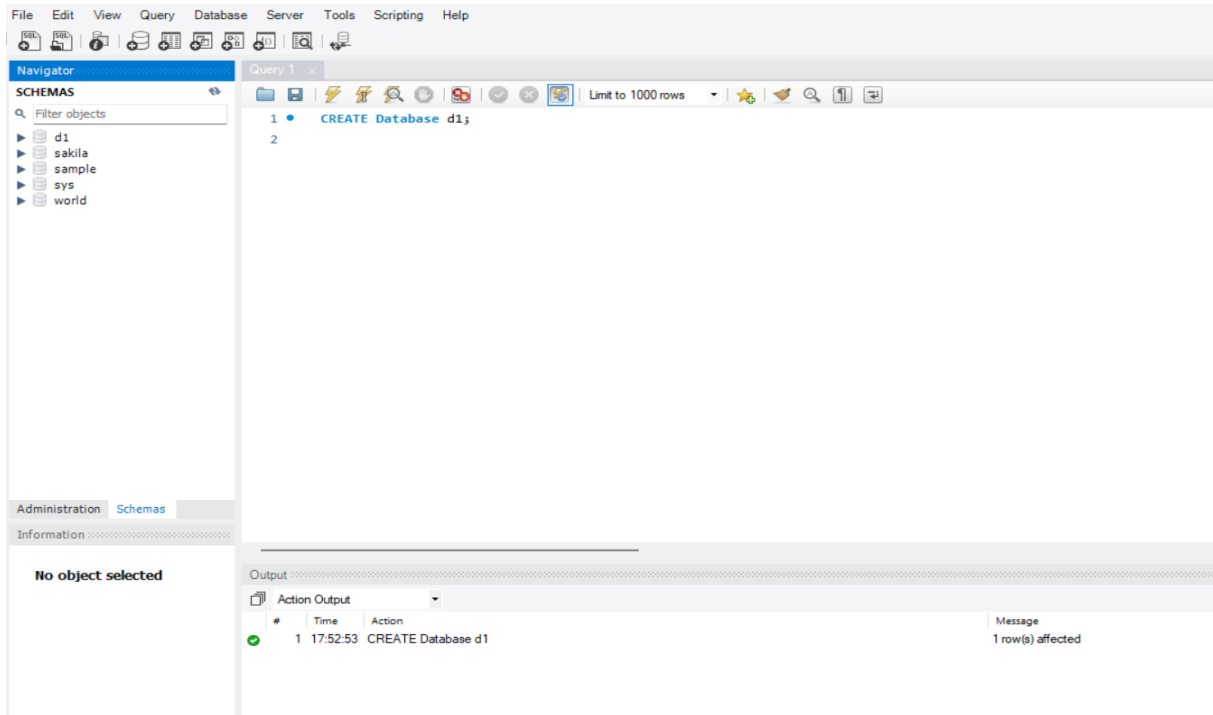 File Edit View Query Database Server Tools Scripting Help
Navigator
SCHEMAS
Filter objects
d1
sakila
sample
sys
world
Administration Schemas
Information
No object selected
Query 1
Limit to 1000 rows
1 CREATE Database d1;
2
Output
Action Output
# Time Action Message
1 17:52:53 CREATE Database d1 1 row(s) affected